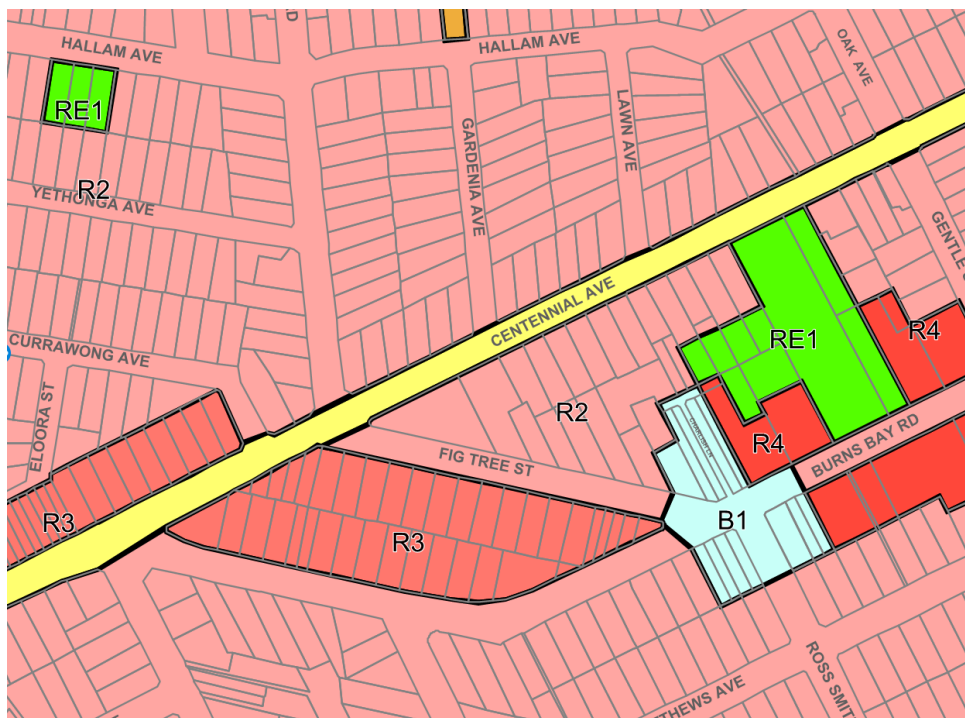 HALLAM AVE
HALLAM AVE
OAK AVE
RE1
LAWN AVE
GARDENIA AVE
R2
YETHONGA AVE
GENTLE
CENTENNIAL AVE
RE1
R4
CURRAWONG AVE
ELOORA ST
R2
R4
BURNS BAY RD
FIG TREE ST
R3
B1
R3
ROSS SMIT
THEWS AVE